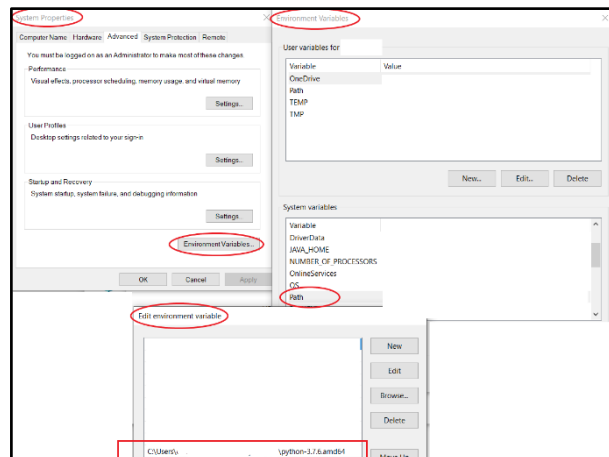 System Properties
Computer Name Hardware Advanced System Protection Remote
You must be logged on as an Administrator to make most of these changes.
Performance
Visual effects, processor scheduling, memory usage, and virtual memory
Settings...
User Profiles
Desktop settings related to your sign-in
Settings...
Startup and Recovery
System startup, system failure, and debugging information
Settings...
Environment Variables...
OK Cancel Apply
Environment Variables
User variables for
Variable Value
OneDrive
Path
TEMP
TMP
New... Edit... Delete
System variables
Variable
DriverData
JAVA_HOME
NUMBER_OF_PROCESSORS
OnlineServices
OS
Path
Edit environment variable
New
Edit
Browse...
Delete
Move Up
C:\Users\ \python-3.7.6.amd64